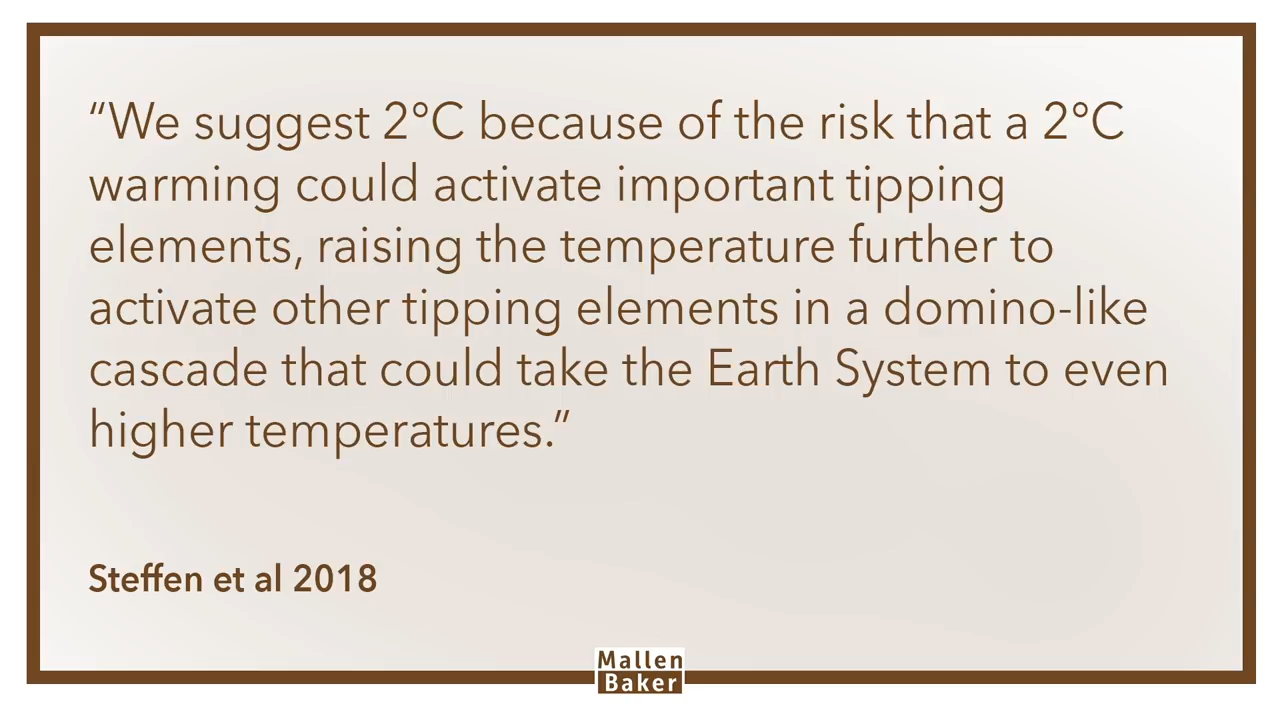 “We suggest 2°C because of the risk that a 2°C
warming could activate important tipping
elements, raising the temperature further to
activate other tipping elements in a domino-like
cascade that could take the Earth System to even
higher temperatures.”
Steffen et al 2018
Mallen
Baker